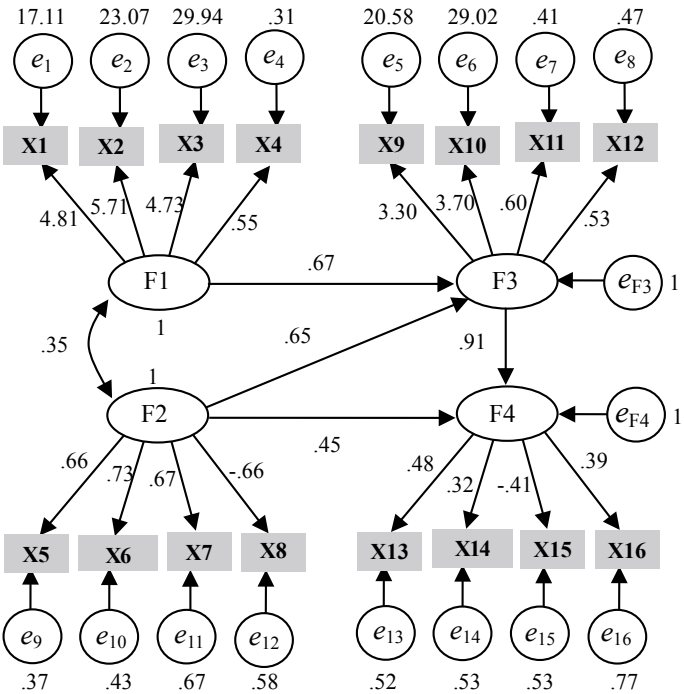 17.11 23.07 29.94 .31 20.58 29.02 .41 .47
e1 e2 e3 e4 e5 e6 e7 e8
X1 X2 X3 X4 X9 X10 X11 X12
4.81 5.71 4.73 .55 3.30 3.70 .60 .53
F1 .67 F3 eF3 1
1
.35 .65 .91
1
F2 .45 F4 eF4 1
.66 .73 .67 -.66 .48 .32 -.41 .39
X5 X6 X7 X8 X13 X14 X15 X16
e9 e10 e11 e12 e13 e14 e15 e16
.37 .43 .67 .58 .52 .53 .53 .77